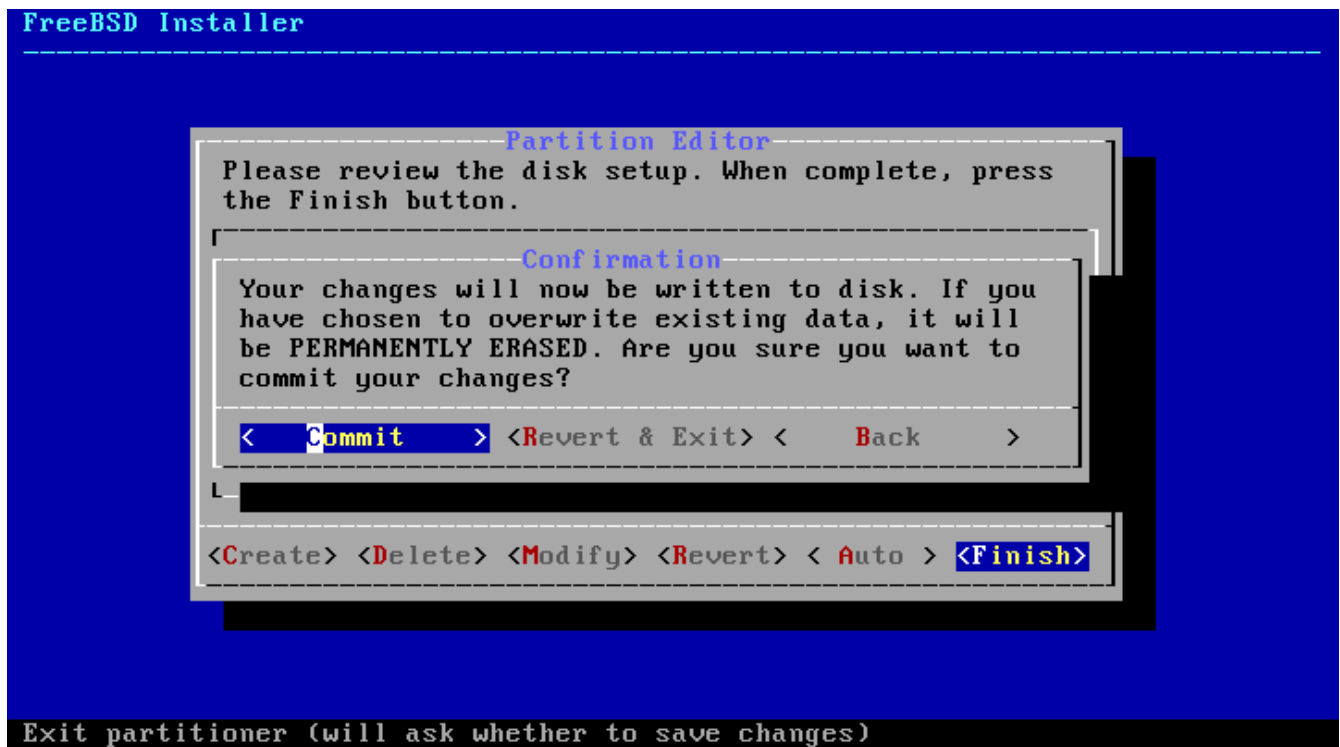 FreeBSD Installer
Partition Editor
Please review the disk setup. When complete, press
the Finish button.
Confirmation
Your changes will now be written to disk. If you
have chosen to overwrite existing data, it will
be PERMANENTLY ERASED. Are you sure you want to
commit your changes?
<   Commit   > <Revert & Exit> <   Back   >
<Create> <Delete> <Modify> <Revert> < Auto > <Finish>
Exit partitioner (will ask whether to save changes)